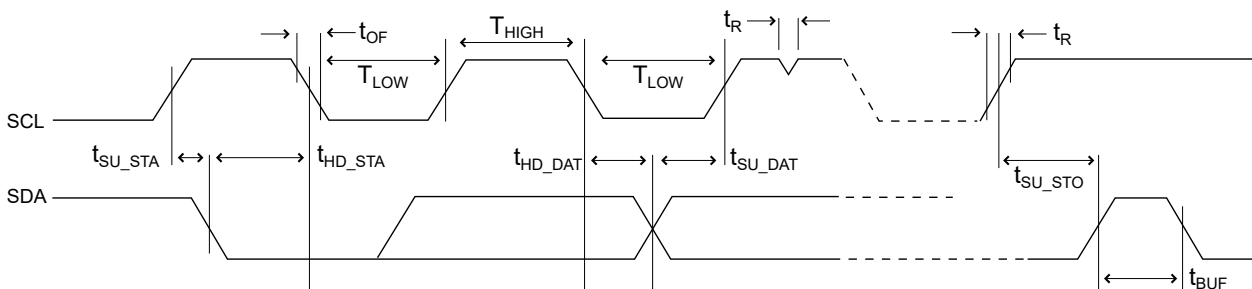 tOF
THIGH
tR
tR
TLOW
TLOW
SCL
tSU_STA
tHD_STA
tHD_DAT
tSU_DAT
tSU_STO
SDA
tBUF